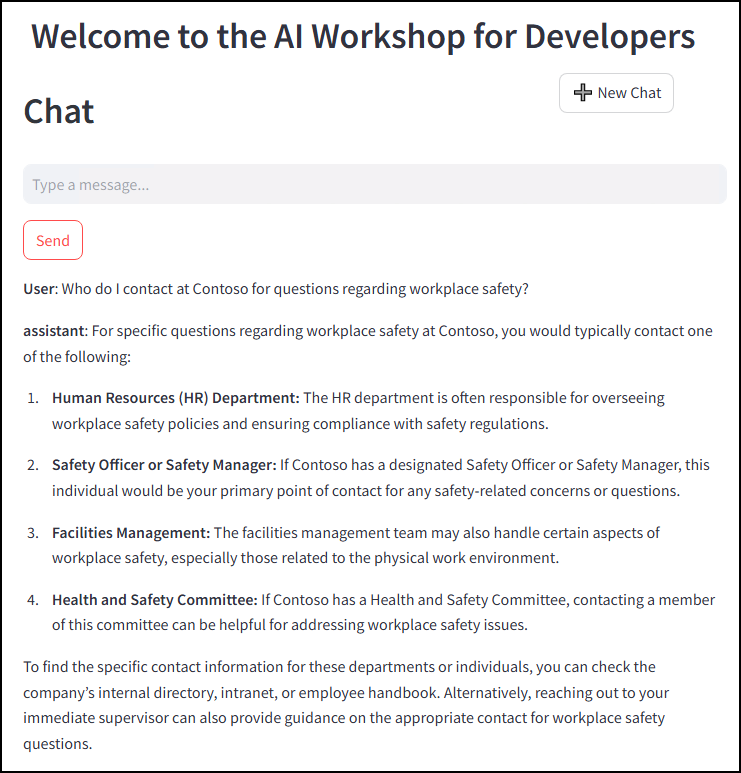 Welcome to the AI Workshop for Developers
➕ New Chat
Chat
Type a message...
Send
User: Who do I contact at Contoso for questions regarding workplace safety?
assistant: For specific questions regarding workplace safety at Contoso, you would typically contact one
of the following:
1. Human Resources (HR) Department: The HR department is often responsible for overseeing
workplace safety policies and ensuring compliance with safety regulations.
2. Safety Officer or Safety Manager: If Contoso has a designated Safety Officer or Safety Manager, this
individual would be your primary point of contact for any safety-related concerns or questions.
3. Facilities Management: The facilities management team may also handle certain aspects of
workplace safety, especially those related to the physical work environment.
4. Health and Safety Committee: If Contoso has a Health and Safety Committee, contacting a member
of this committee can be helpful for addressing workplace safety issues.
To find the specific contact information for these departments or individuals, you can check the
company’s internal directory, intranet, or employee handbook. Alternatively, reaching out to your
immediate supervisor can also provide guidance on the appropriate contact for workplace safety
questions.